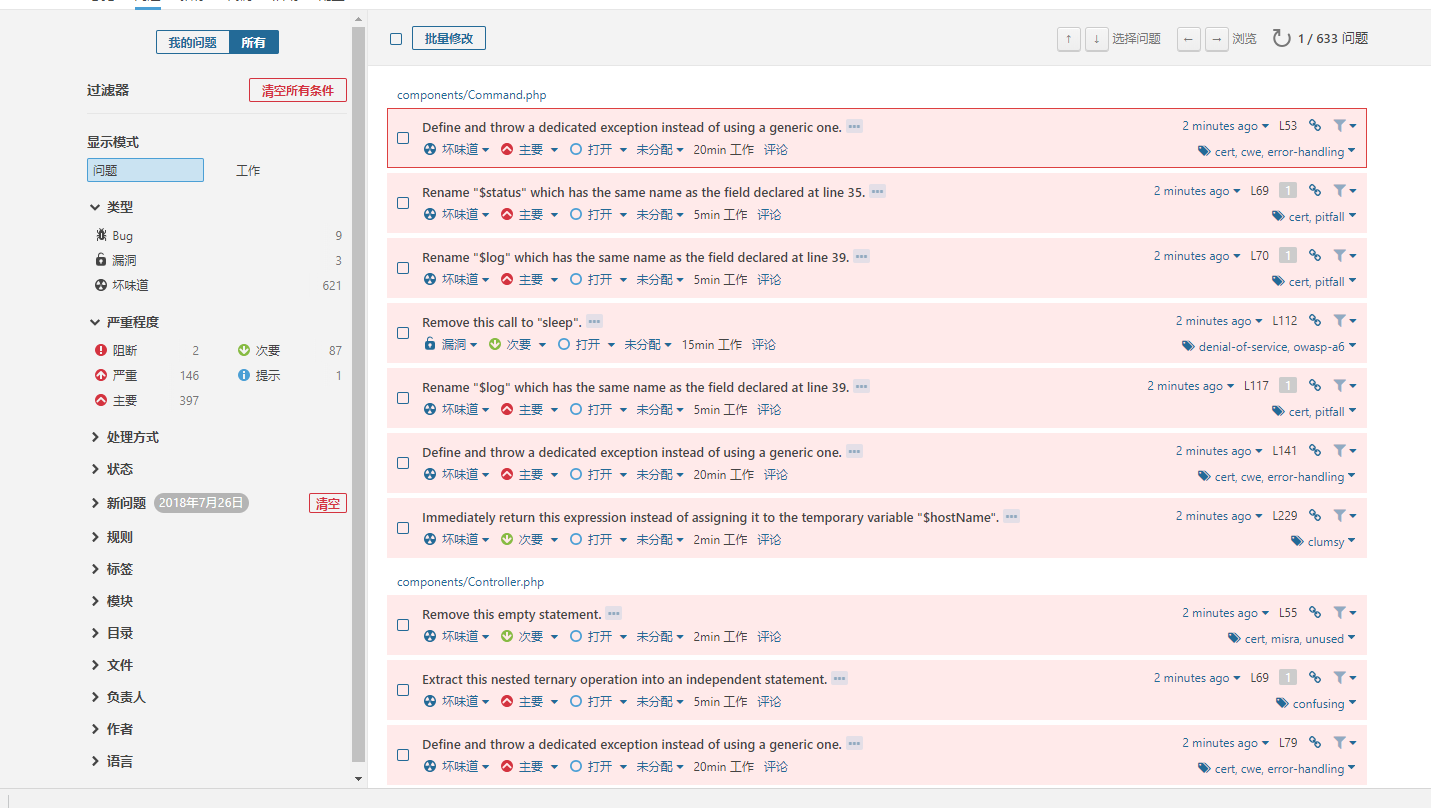 我的问题 所有
过滤器 清空所有条件
显示模式
问题 工作
类型
Bug 9
漏洞 3
坏味道 621
严重程度
阻断 2 次要 87
严重 146 提示 1
主要 397
处理方式
状态
新问题 2018年7月26日 清空
规则
标签
模块
目录
文件
负责人
作者
语言
批量修改 ↑ ↓ 选择问题 ← → 浏览 1 / 633 问题
components/Command.php
Define and throw a dedicated exception instead of using a generic one. 2 minutes ago L53
坏味道 主要 打开 未分配 20min 工作 评论 cert, cwe, error-handling
Rename "$status" which has the same name as the field declared at line 35. 2 minutes ago L69 1
坏味道 主要 打开 未分配 5min 工作 评论 cert, pitfall
Rename "$log" which has the same name as the field declared at line 39. 2 minutes ago L70 1
坏味道 主要 打开 未分配 5min 工作 评论 cert, pitfall
Remove this call to "sleep". 2 minutes ago L112
漏洞 次要 打开 未分配 15min 工作 评论 denial-of-service, owasp-a6
Rename "$log" which has the same name as the field declared at line 39. 2 minutes ago L117 1
坏味道 主要 打开 未分配 5min 工作 评论 cert, pitfall
Define and throw a dedicated exception instead of using a generic one. 2 minutes ago L141
坏味道 主要 打开 未分配 20min 工作 评论 cert, cwe, error-handling
Immediately return this expression instead of assigning it to the temporary variable "$hostName". 2 minutes ago L229
坏味道 次要 打开 未分配 2min 工作 评论 clumsy
components/Controller.php
Remove this empty statement. 2 minutes ago L55
坏味道 次要 打开 未分配 2min 工作 评论 cert, misra, unused
Extract this nested ternary operation into an independent statement. 2 minutes ago L69 1
坏味道 主要 打开 未分配 5min 工作 评论 confusing
Define and throw a dedicated exception instead of using a generic one. 2 minutes ago L79
坏味道 主要 打开 未分配 20min 工作 评论 cert, cwe, error-handling